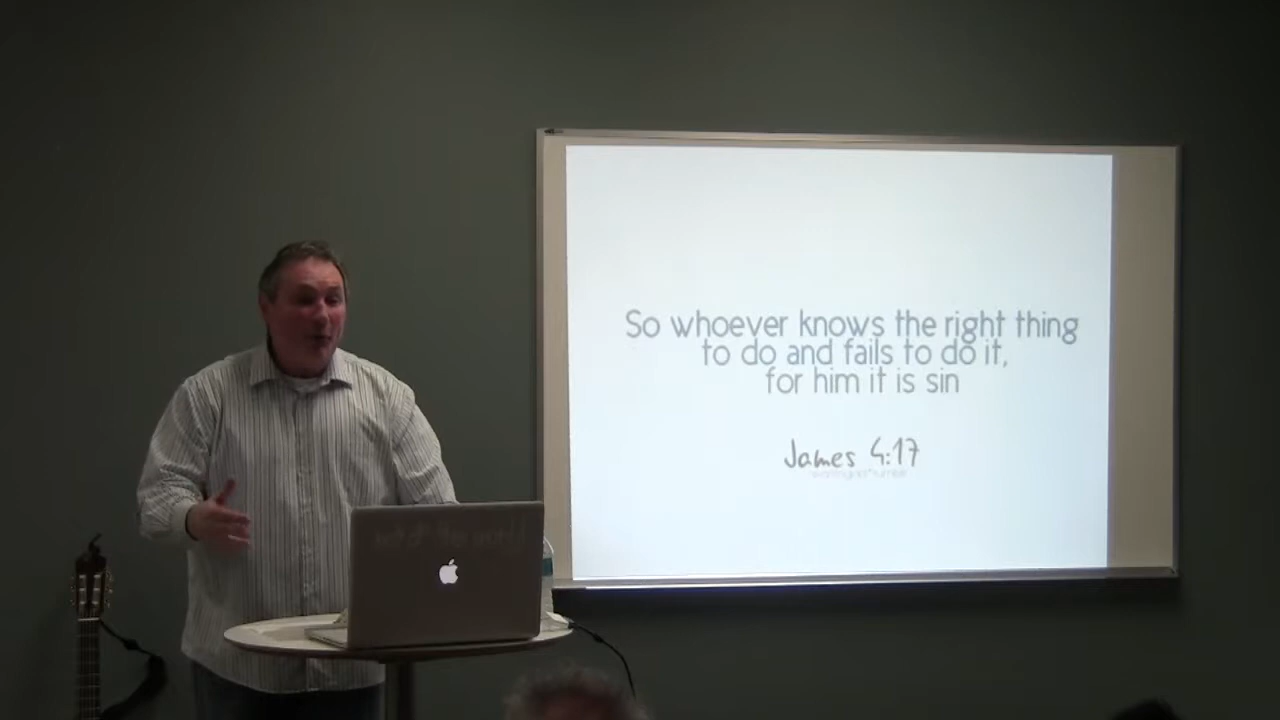 So whoever knows the right thing
to do and fails to do it,
for him it is sin
James 4:17